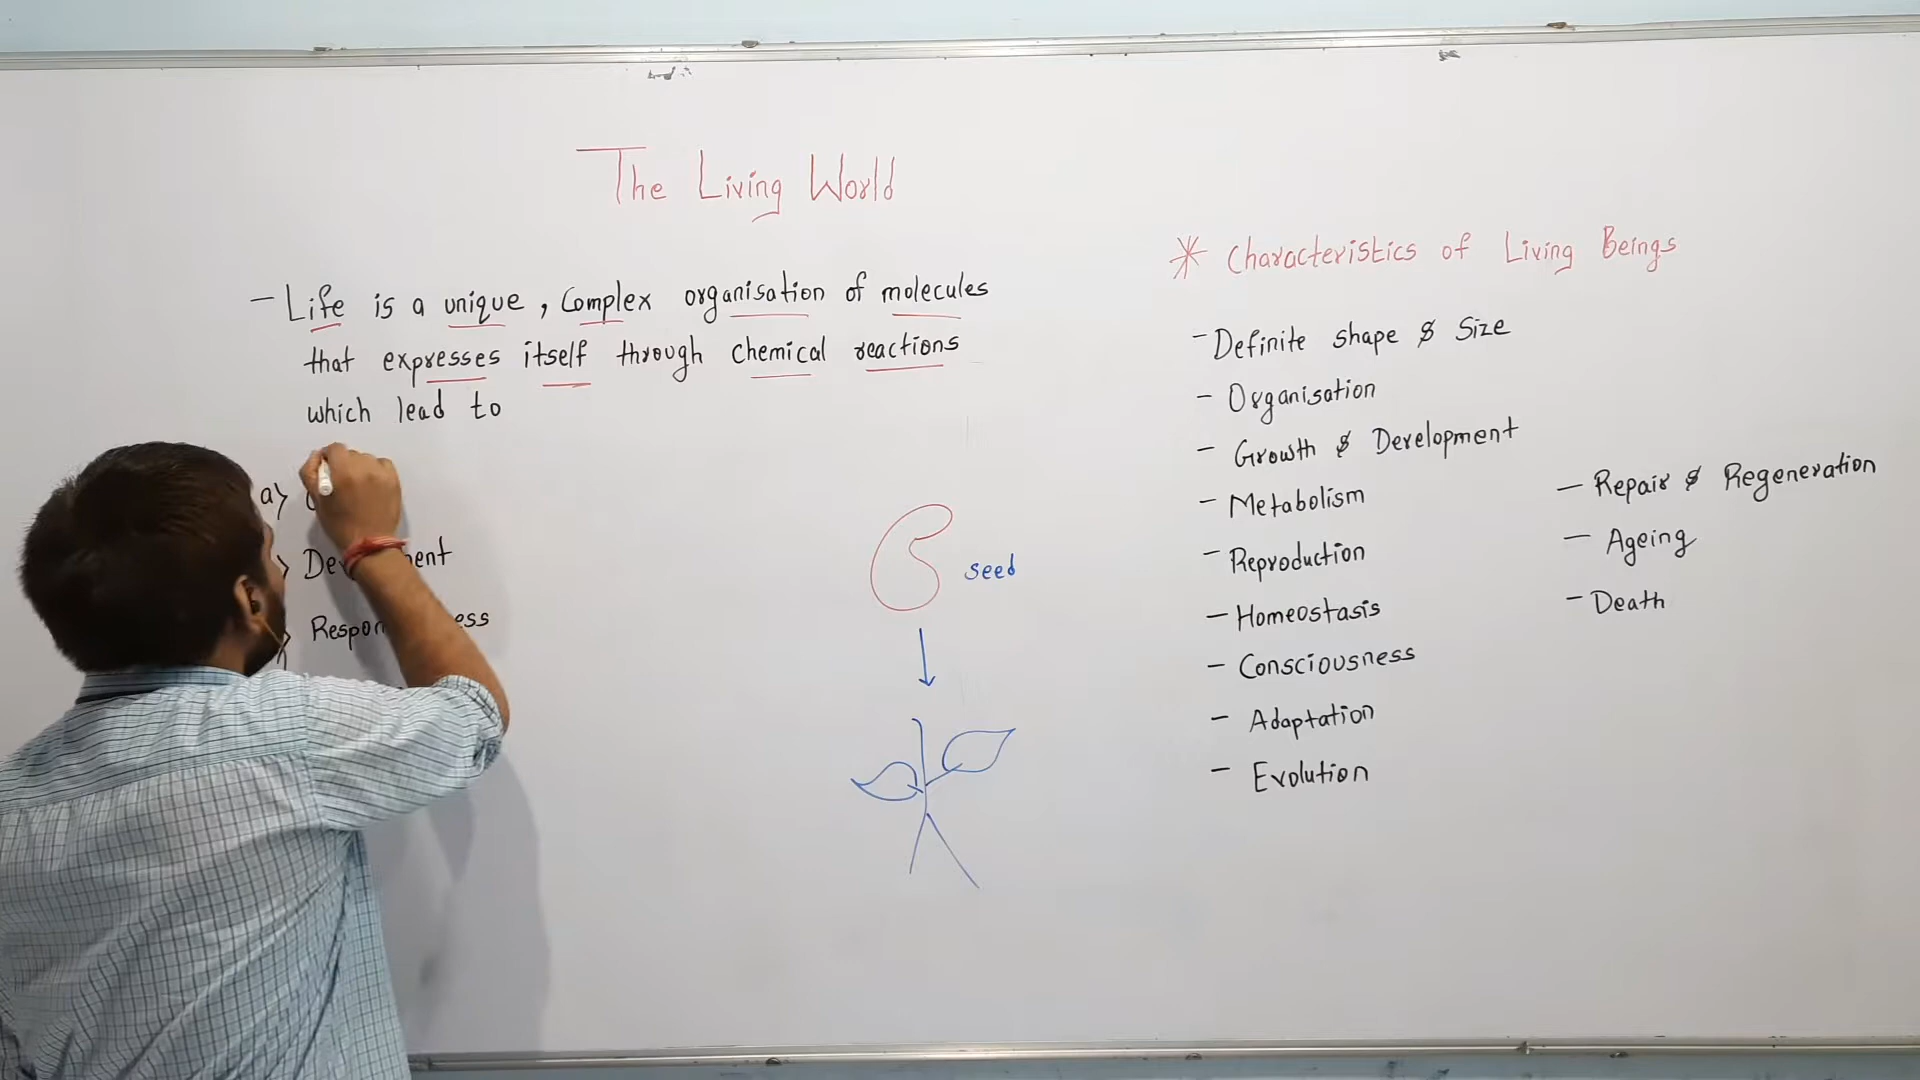 The Living World
- Life is a unique, Complex organisation of molecules
that expresses itself through chemical reactions
which lead to
a>
seed
* Characteristics of Living Beings
- Definite shape & Size
- Organisation
- Growth & Development
- Metabolism
- Reproduction
- Homeostasis
- Consciousness
- Adaptation
- Evolution
- Repair & Regeneration
- Ageing
- Death